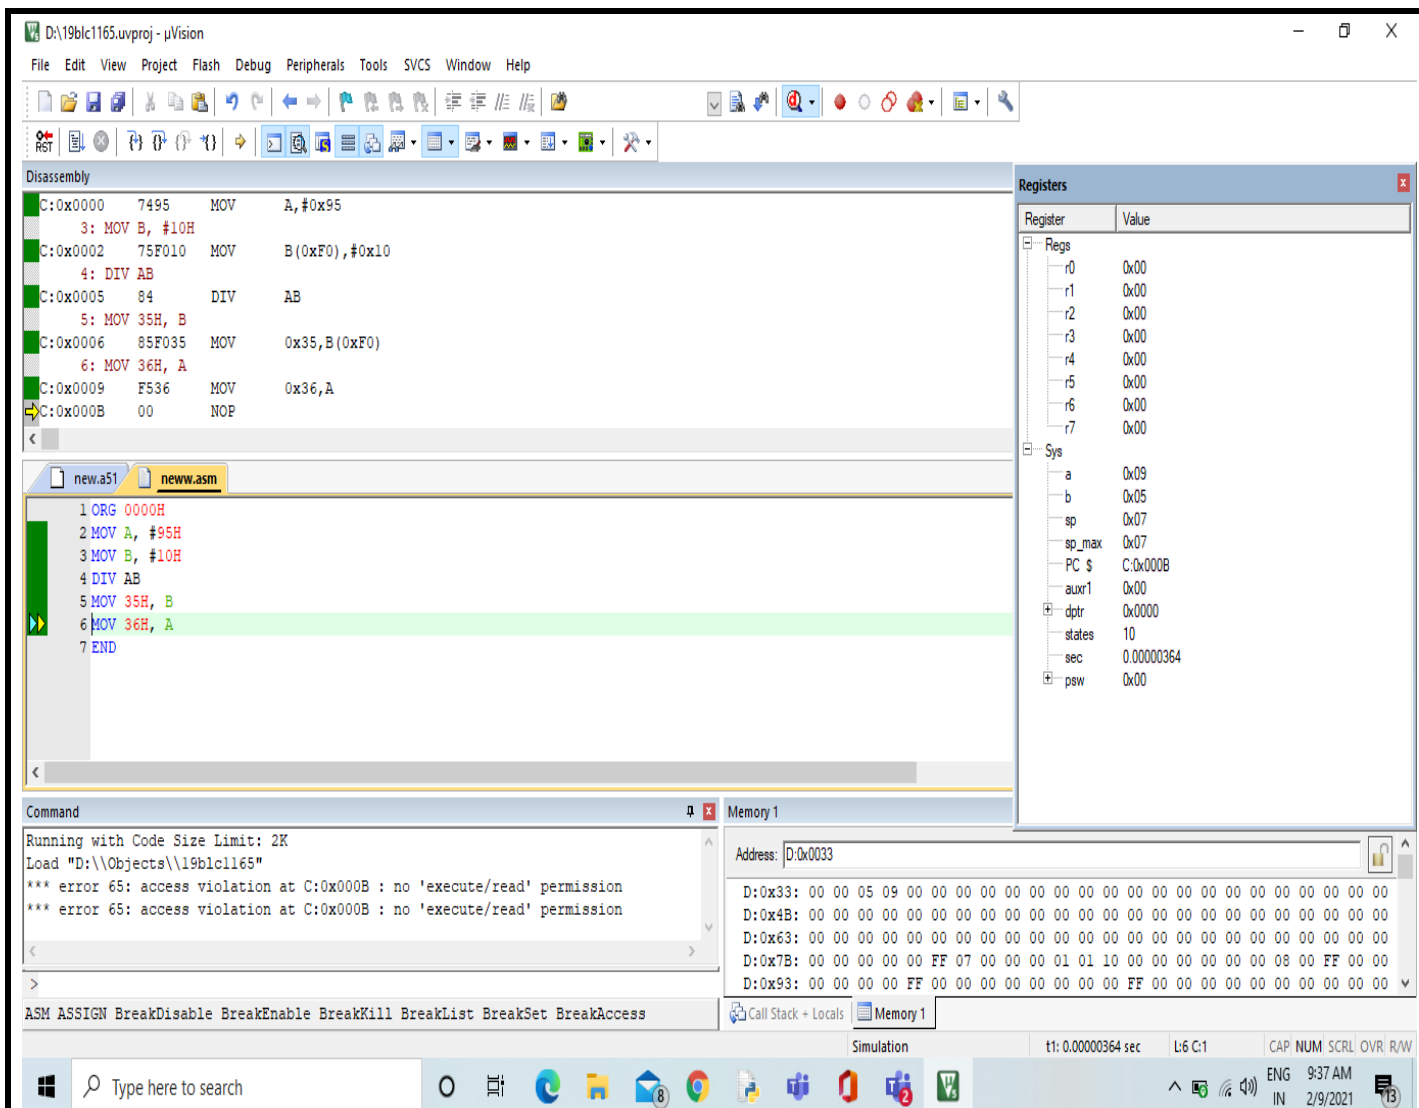 D:\19blc1165.uvproj - µVision
File Edit View Project Flash Debug Peripherals Tools SVCS Window Help
RST
Disassembly
C:0x0000 7495 MOV A,#0x95
3: MOV B, #10H
C:0x0002 75F010 MOV B(0xF0),#0x10
4: DIV AB
C:0x0005 84 DIV AB
5: MOV 35H, B
C:0x0006 85F035 MOV 0x35,B(0xF0)
6: MOV 36H, A
C:0x0009 F536 MOV 0x36,A
C:0x000B 00 NOP
new.a51 neww.asm
1 ORG 0000H
2 MOV A, #95H
3 MOV B, #10H
4 DIV AB
5 MOV 35H, B
6 MOV 36H, A
7 END
Registers
Register Value
Regs
r0 0x00
r1 0x00
r2 0x00
r3 0x00
r4 0x00
r5 0x00
r6 0x00
r7 0x00
Sys
a 0x09
b 0x05
sp 0x07
sp_max 0x07
PC $ C:0x000B
auxr1 0x00
dptr 0x0000
states 10
sec 0.00000364
psw 0x00
Command
Running with Code Size Limit: 2K
Load "D:\\Objects\\19blc1165"
*** error 65: access violation at C:0x000B : no 'execute/read' permission
*** error 65: access violation at C:0x000B : no 'execute/read' permission
>
ASM ASSIGN BreakDisable BreakEnable BreakKill BreakList BreakSet BreakAccess
Memory 1
Address: D:0x0033
D:0x33: 00 00 05 09 00 00 00 00 00 00 00 00 00 00 00 00 00 00 00 00 00 00 00 00
D:0x4B: 00 00 00 00 00 00 00 00 00 00 00 00 00 00 00 00 00 00 00 00 00 00 00 00
D:0x63: 00 00 00 00 00 00 00 00 00 00 00 00 00 00 00 00 00 00 00 00 00 00 00 00
D:0x7B: 00 00 00 00 00 FF 07 00 00 00 01 01 10 00 00 00 00 00 00 08 00 FF 00 00
D:0x93: 00 00 00 00 FF 00 00 00 00 00 00 00 00 FF 00 00 00 00 00 00 00 00 00 00
Call Stack + Locals Memory 1
Simulation t1: 0.00000364 sec L:6 C:1 CAP NUM SCRL OVR R/W
Type here to search
8
2
ENG
IN
9:37 AM
2/9/2021
13